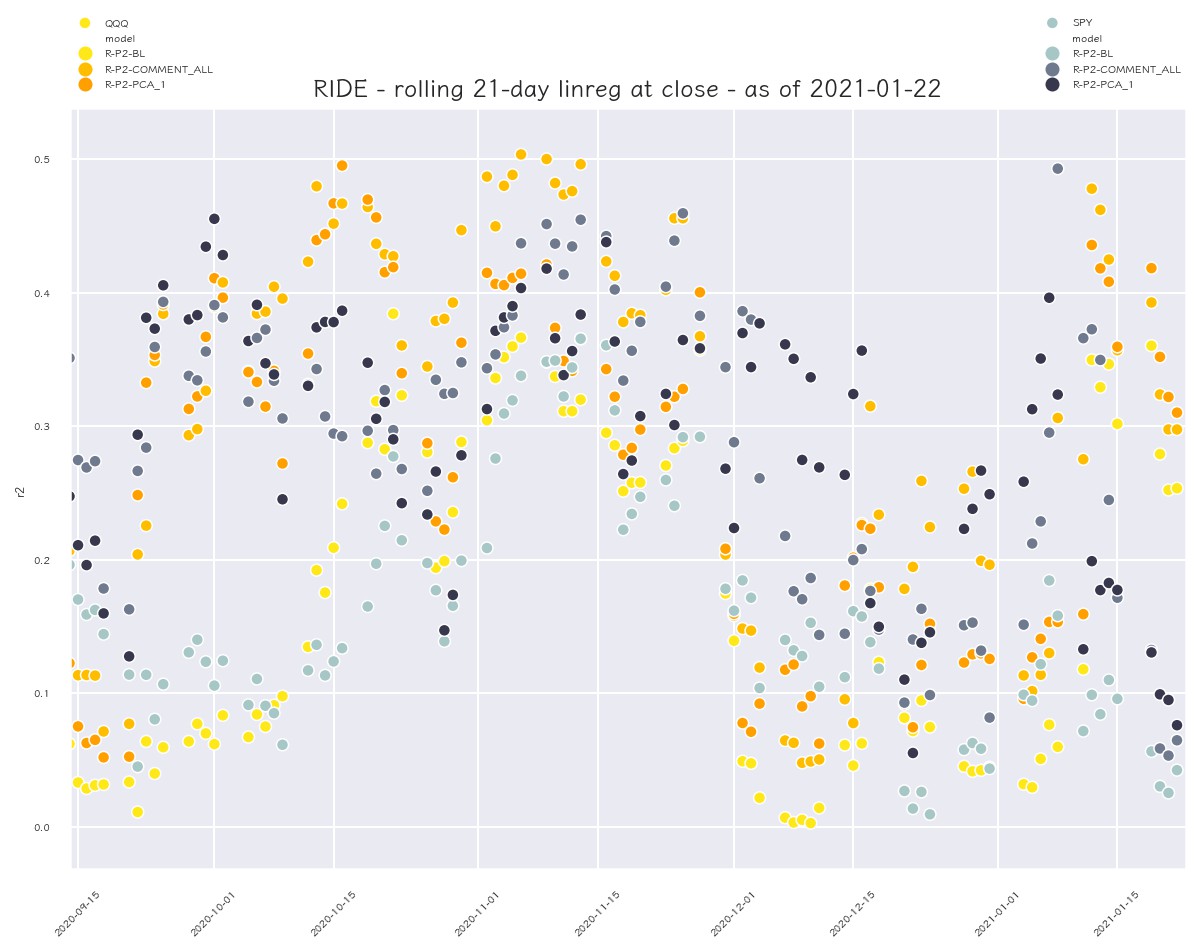 QQQ
model
R-P2-BL
R-P2-COMMENT_ALL
R-P2-PCA_1
SPY
model
R-P2-BL
R-P2-COMMENT_ALL
R-P2-PCA_1
RIDE - rolling 21-day linreg at close - as of 2021-01-22
0.5
0.4
0.3
0.2
0.1
0.0
r2
2020-09-15
2020-10-01
2020-10-15
2020-11-01
2020-11-15
2020-12-01
2020-12-15
2021-01-01
2021-01-15